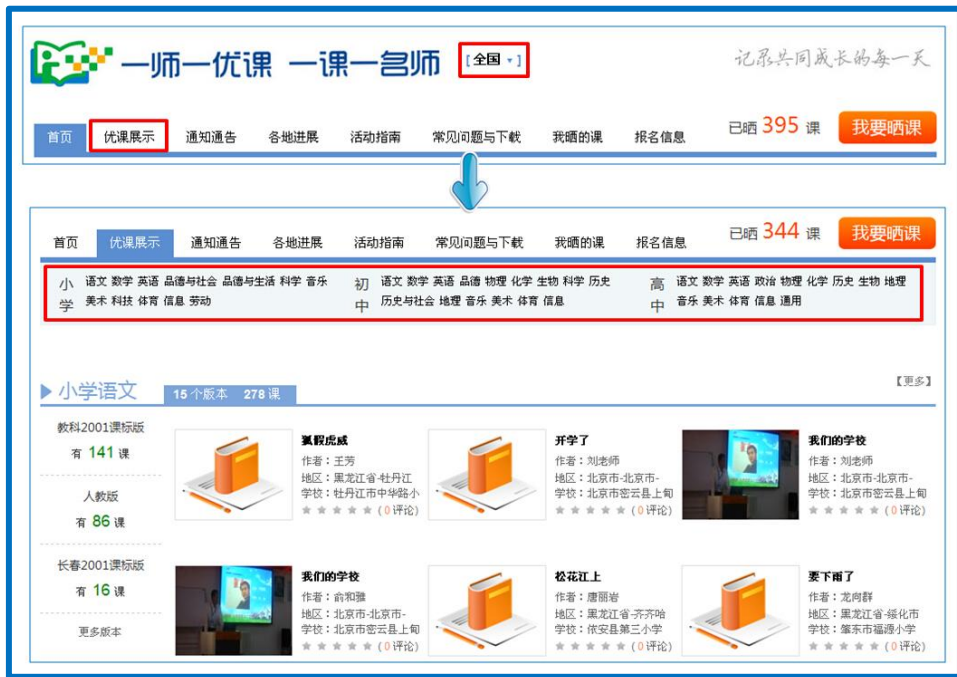 一师一优课 一课一名师 [全国 ▾]
记录共同成长的每一天
首页 优课展示 通知通告 各地进展 活动指南 常见问题与下载 我晒的课 报名信息 已晒 395 课 我要晒课
首页 优课展示 通知通告 各地进展 活动指南 常见问题与下载 我晒的课 报名信息 已晒 344 课 我要晒课
小学 语文 数学 英语 品德与社会 品德与生活 科学 音乐
美术 科技 体育 信息 劳动
初中 语文 数学 英语 品德 物理 化学 生物 科学 历史
历史与社会 地理 音乐 美术 体育 信息
高中 语文 数学 英语 政治 物理 化学 历史 生物 地理
音乐 美术 体育 信息 通用
小学语文 15个版本 278课
【更多】
教科2001课标版
有 141 课
人教版
有 86 课
长春2001课标版
有 16 课
更多版本
狐假虎威
作者：王芳
地区：黑龙江省-牡丹江
学校：牡丹江市中华路小
★★★★★(0评论)
开学了
作者：刘老师
地区：北京市-北京市-
学校：北京市密云县上甸
★★★★★(0评论)
我们的学校
作者：刘老师
地区：北京市-北京市-
学校：北京市密云县上甸
★★★★★(0评论)
我们的学校
作者：俞和雅
地区：北京市-北京市-
学校：北京市密云县上甸
★★★★★(0评论)
松花江上
作者：唐丽岩
地区：黑龙江省-齐齐哈
学校：依安县第三小学
★★★★★(0评论)
要下雨了
作者：龙向群
地区：黑龙江省-绥化市
学校：肇东市福源小学
★★★★★(0评论)